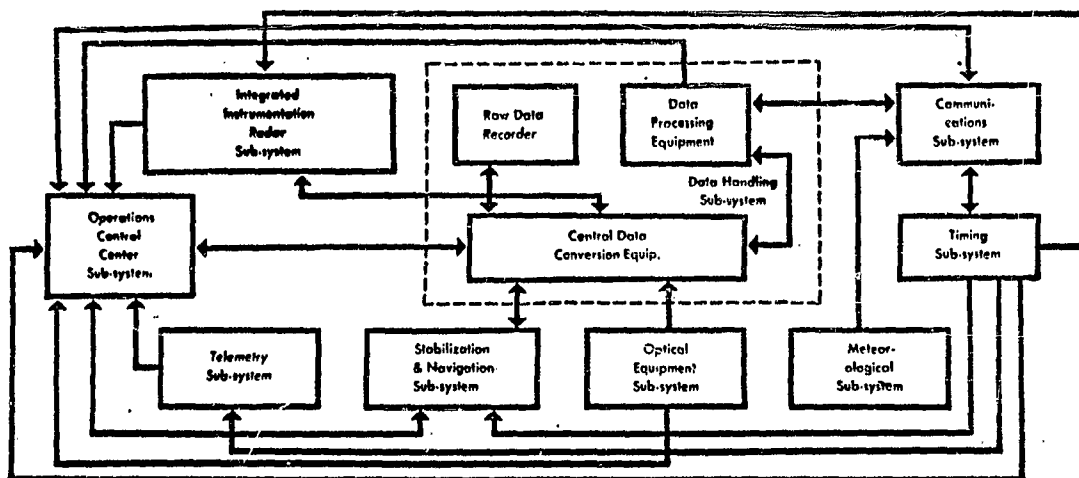 Integrated
Instrumentation
Radar
Sub-system
Raw Data
Recorder
Data
Processing
Equipment
Communi-
cations
Sub-system
Data Handling
Sub-system
Operations
Control
Center
Sub-system.
Central Data
Conversion Equip.
Timing
Sub-system
Telemetry
Sub-system
Stabilization
& Navigation
Sub-system
Optical
Equipment
Sub-system
Meteor-
ological
Sub-system